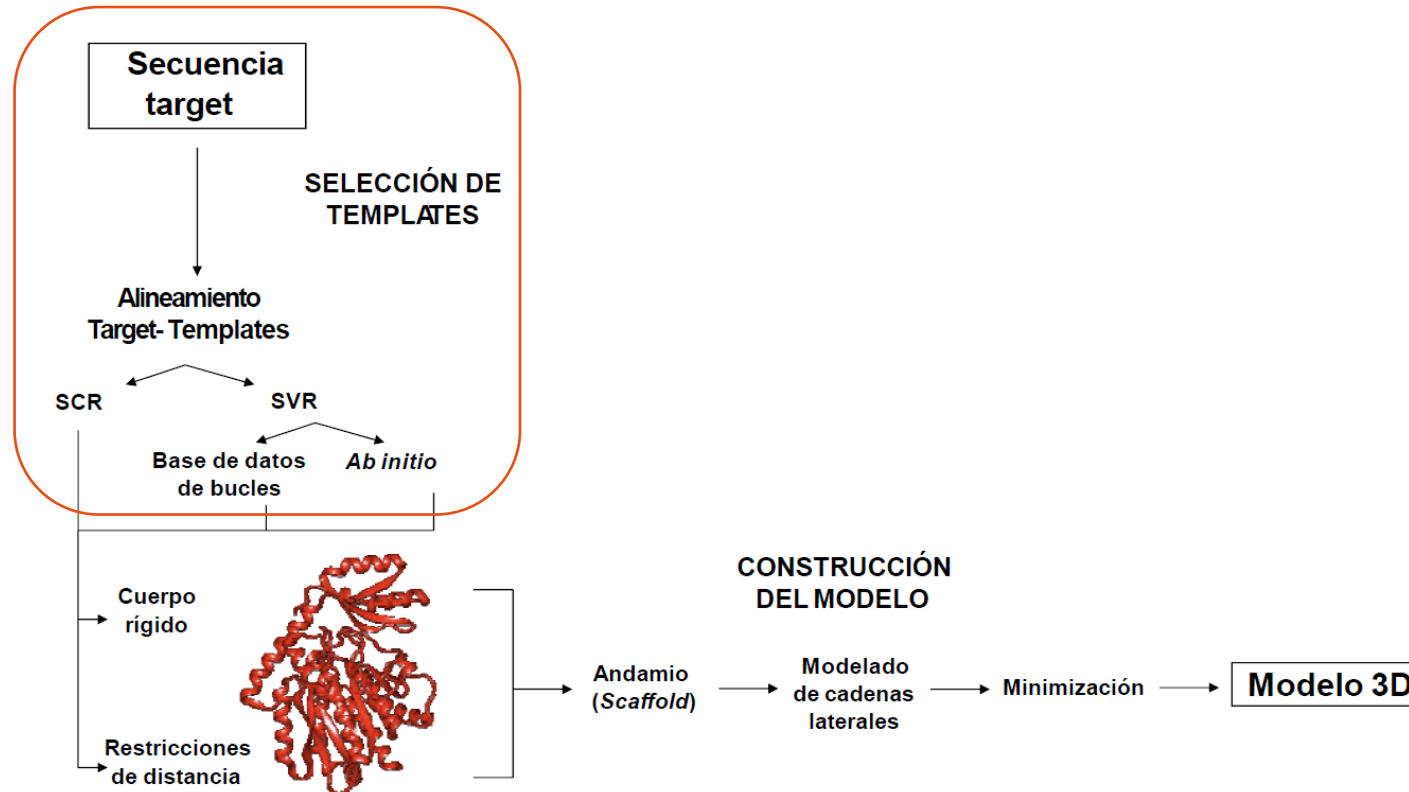 Secuencia
target
SELECCIÓN DE
TEMPLATES
Alineamiento
Target- Templates
SCR
SVR
Base de datos
de bucles
Ab initio
Cuerpo
rígido
Restricciones
de distancia
CONSTRUCCIÓN
DEL MODELO
Andamio
(Scaffold)
Modelado
de cadenas
laterales
Minimización
Modelo 3D